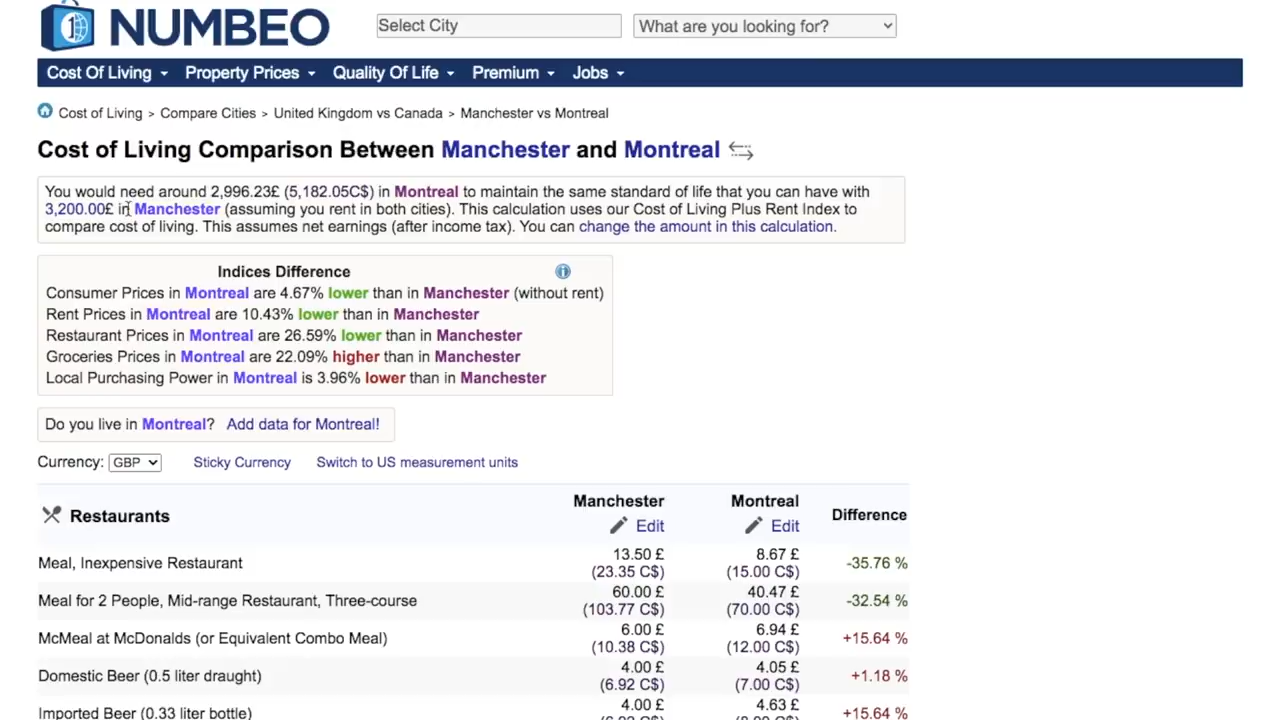 NUMBEO
Select City
What are you looking for?
Cost Of Living
Property Prices
Quality Of Life
Premium
Jobs
Cost of Living > Compare Cities > United Kingdom vs Canada > Manchester vs Montreal
Cost of Living Comparison Between Manchester and Montreal
You would need around 2,996.23£ (5,182.05C$) in Montreal to maintain the same standard of life that you can have with
3,200.00£ in Manchester (assuming you rent in both cities). This calculation uses our Cost of Living Plus Rent Index to
compare cost of living. This assumes net earnings (after income tax). You can change the amount in this calculation.
Indices Difference
Consumer Prices in Montreal are 4.67% lower than in Manchester (without rent)
Rent Prices in Montreal are 10.43% lower than in Manchester
Restaurant Prices in Montreal are 26.59% lower than in Manchester
Groceries Prices in Montreal are 22.09% higher than in Manchester
Local Purchasing Power in Montreal is 3.96% lower than in Manchester
Do you live in Montreal? Add data for Montreal!
Currency: GBP Sticky Currency Switch to US measurement units
Restaurants
Manchester
Edit
Montreal
Edit
Difference
Meal, Inexpensive Restaurant
13.50 £
(23.35 C$)
8.67 £
(15.00 C$)
-35.76 %
Meal for 2 People, Mid-range Restaurant, Three-course
60.00 £
(103.77 C$)
40.47 £
(70.00 C$)
-32.54 %
McMeal at McDonalds (or Equivalent Combo Meal)
6.00 £
(10.38 C$)
6.94 £
(12.00 C$)
+15.64 %
Domestic Beer (0.5 liter draught)
4.00 £
(6.92 C$)
4.05 £
(7.00 C$)
+1.18 %
Imported Beer (0.33 liter bottle)
4.00 £
4.63 £
+15.64 %